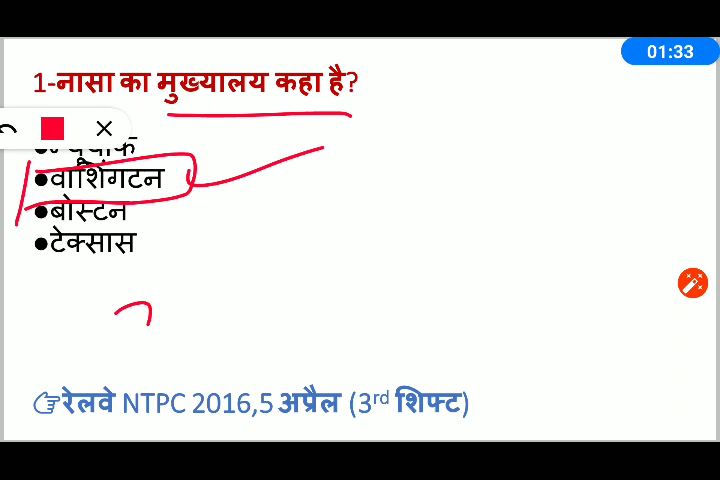 01:33
1-नासा का मुख्यालय कहा है?
●वाशिंगटन
●बोस्टन
●टेक्सास
👉रेलवे NTPC 2016,5 अप्रैल (3rd शिफ्ट)